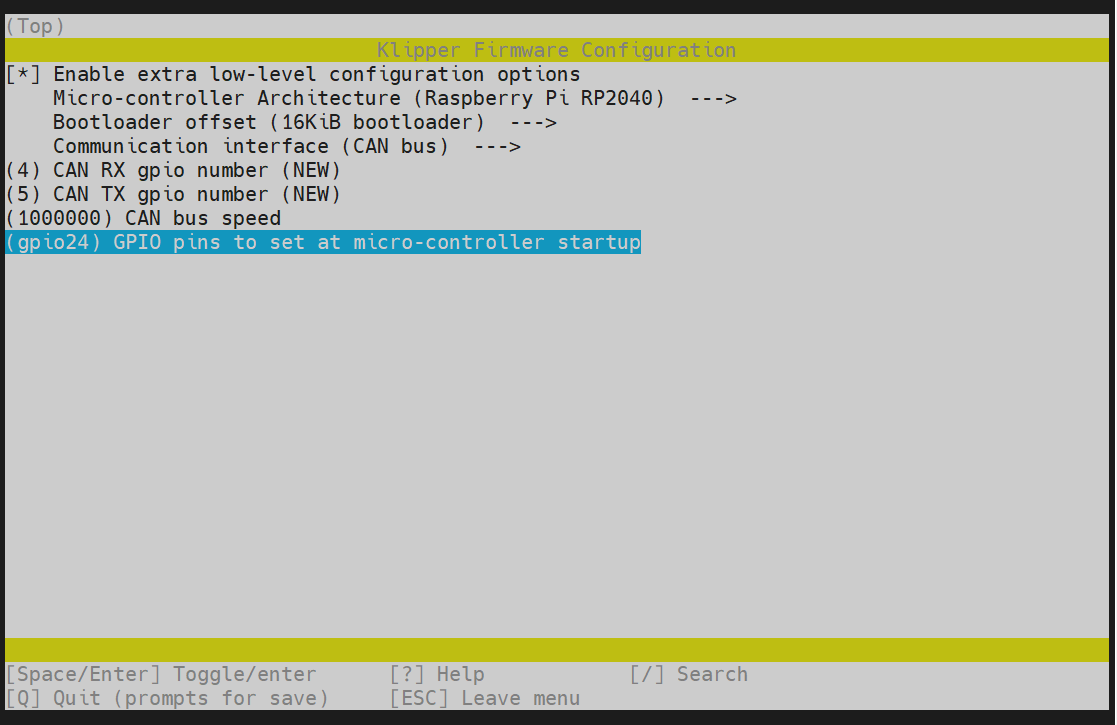 (Top)
Klipper Firmware Configuration
[*] Enable extra low-level configuration options
Micro-controller Architecture (Raspberry Pi RP2040)  --->
Bootloader offset (16KiB bootloader)  --->
Communication interface (CAN bus)  --->
(4) CAN RX gpio number (NEW)
(5) CAN TX gpio number (NEW)
(1000000) CAN bus speed
(gpio24) GPIO pins to set at micro-controller startup
[Space/Enter] Toggle/enter      [?] Help            [/] Search
[Q] Quit (prompts for save)     [ESC] Leave menu